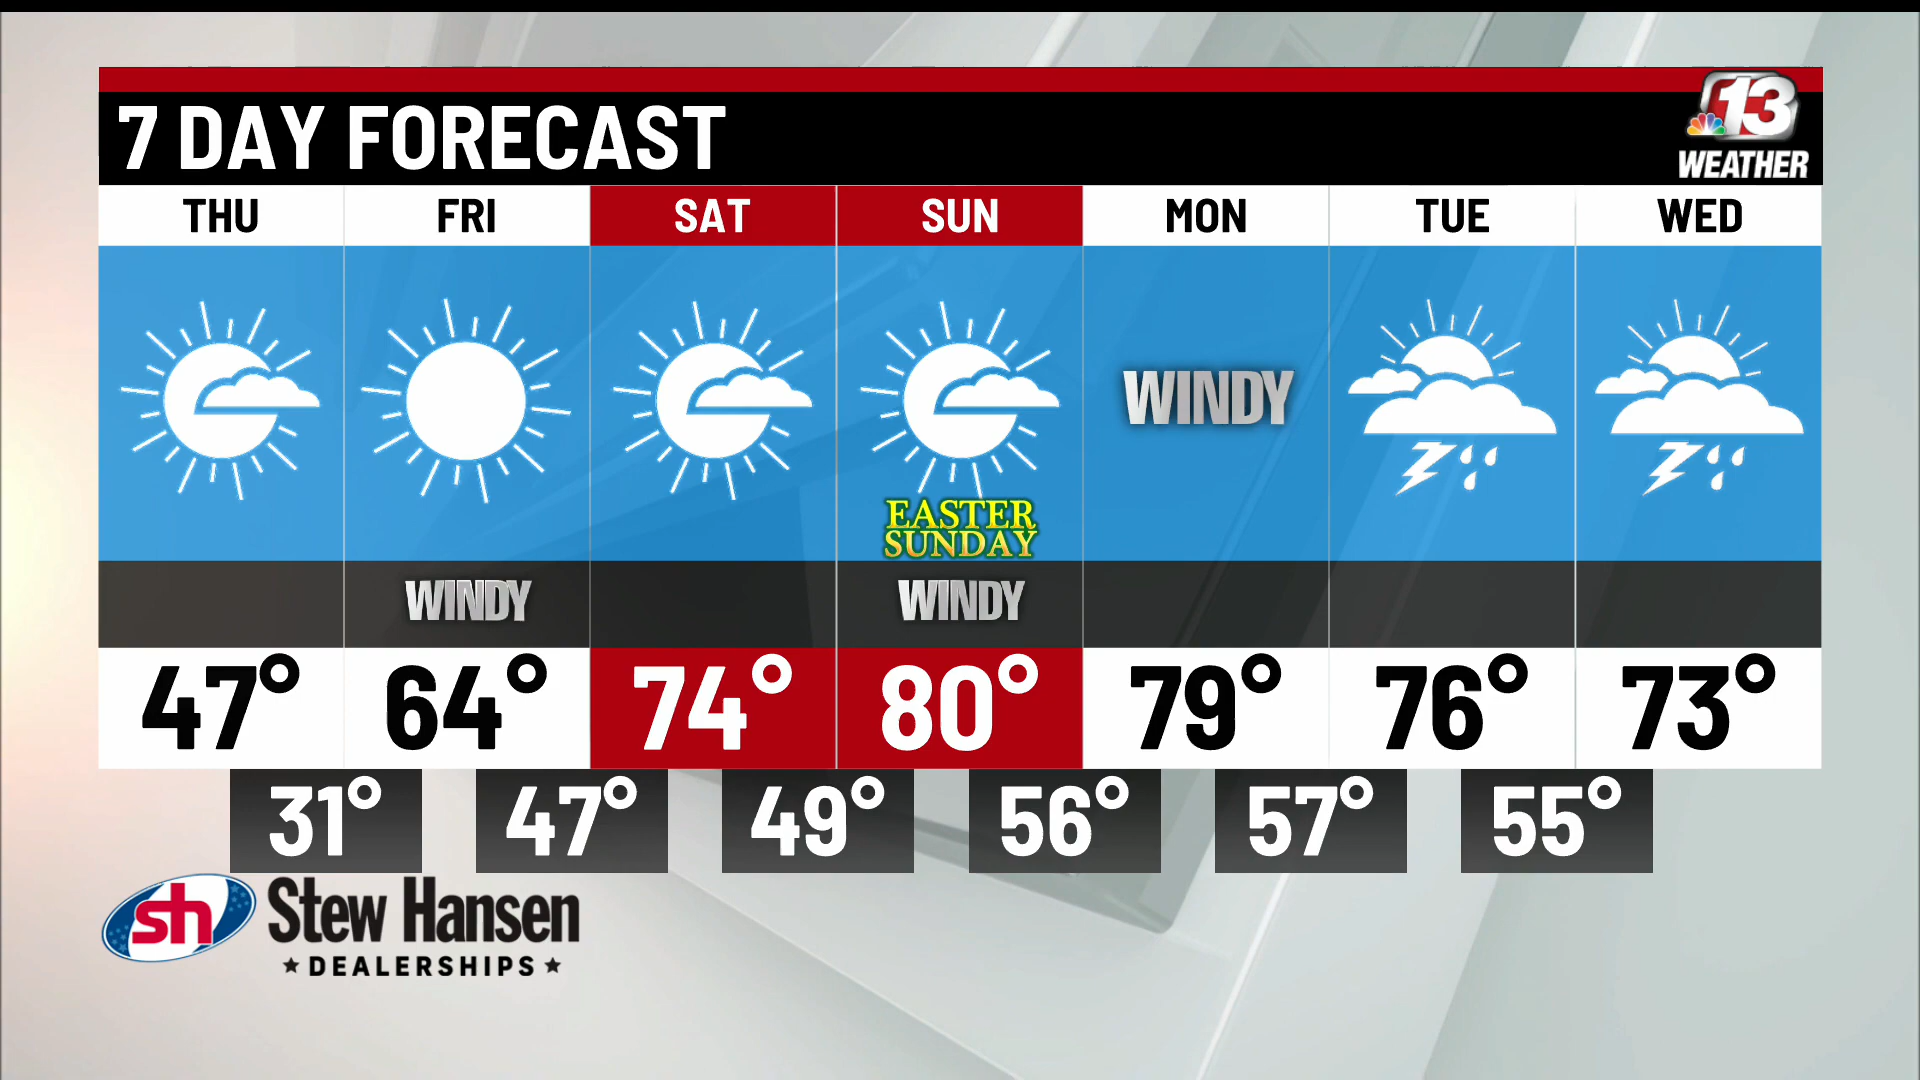 7 DAY FORECAST
13
WEATHER
THU FRI SAT SUN MON TUE WED
WINDY
EASTER
SUNDAY
WINDY WINDY
47° 64° 74° 80° 79° 76° 73°
31° 47° 49° 56° 57° 55°
sh Stew Hansen
★ DEALERSHIPS ★